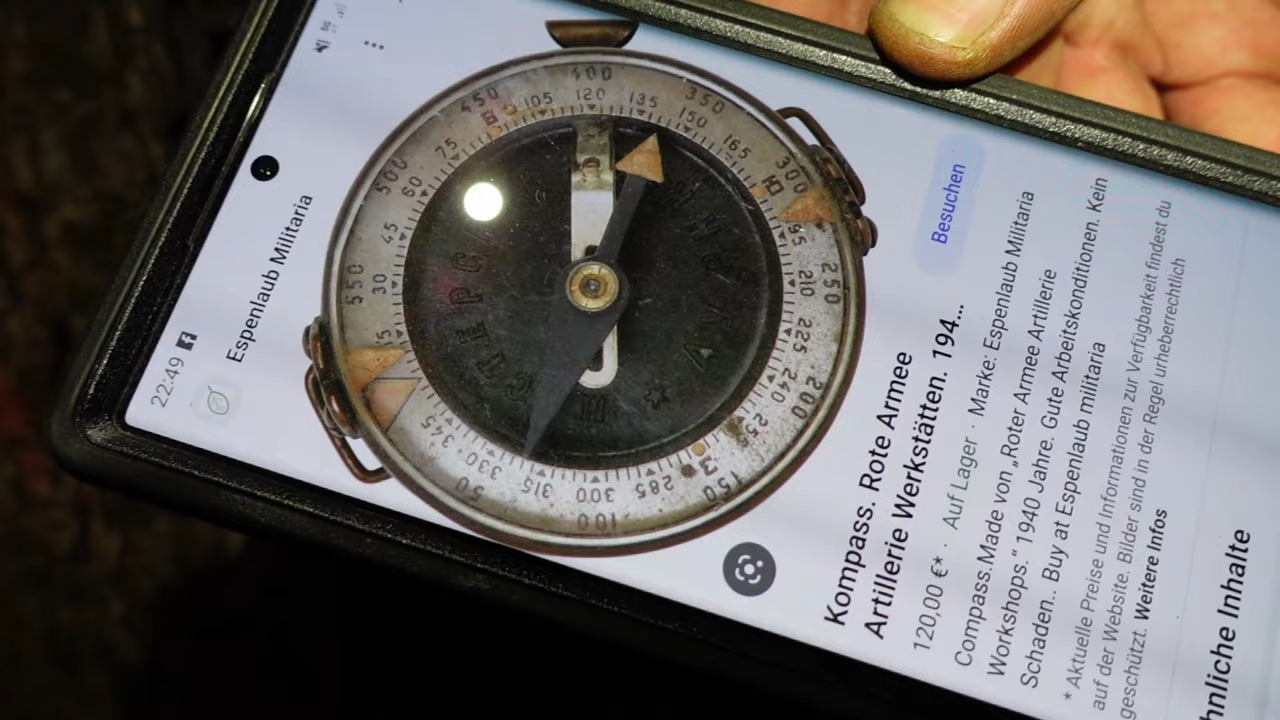 22:49
Espenlaub Militaria
400
350
300
250
200
150
100
50
550
500
450
105
120
135
150
165
195
210
225
240
255
285
300
315
330
345
15
30
45
60
75
Besuchen
Kompass. Rote Armee
Artillerie Werkstätten. 194...
120,00 €* · Auf Lager · Marke: Espenlaub Militaria
Compass.Made von „Roter Armee Artillerie
Workshops.“ 1940 Jahre. Gute Arbeitskonditionen. Kein
Schaden.. Buy at Espenlaub militaria
* Aktuelle Preise und Informationen zur Verfügbarkeit findest du
auf der Website. Bilder sind in der Regel urheberrechtlich
geschützt. Weitere Infos
hnliche Inhalte